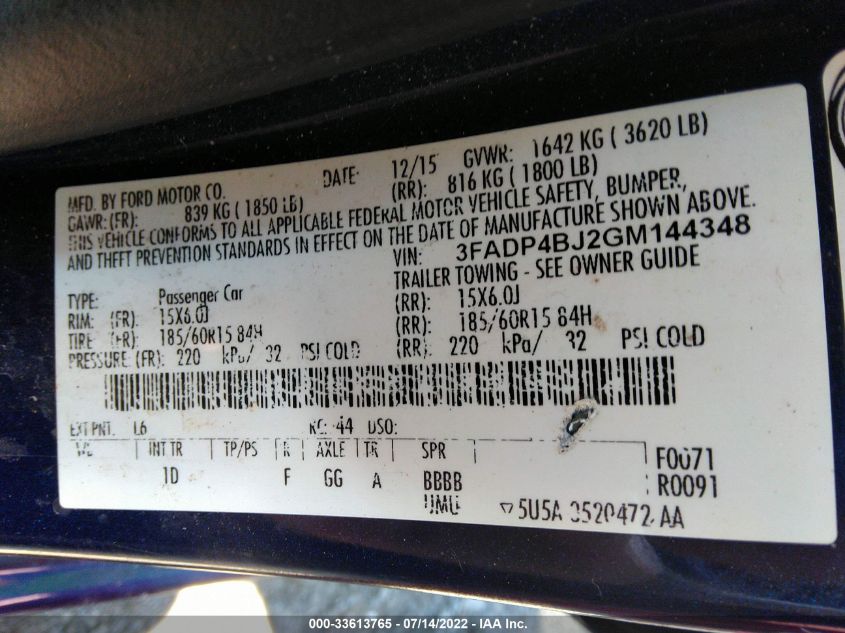 MFD. BY FORD MOTOR CO. DATE: 12/15 GVWR: 1642 KG ( 3620 LB)
GAWR: (FR): 839 KG ( 1850 LB) (RR): 816 KG ( 1800 LB)
THIS VEHICLE CONFORMS TO ALL APPLICABLE FEDERAL MOTOR VEHICLE SAFETY, BUMPER,
AND THEFT PREVENTION STANDARDS IN EFFECT ON THE DATE OF MANUFACTURE SHOWN ABOVE.
VIN: 3FADP4BJ2GM144348
TRAILER TOWING - SEE OWNER GUIDE
TYPE: Passenger Car
RIM: (FR): 15X6.0J (RR): 15X6.0J
TIRE (FR): 185/60R15 84H (RR): 185/60R15 84H
PRESSURE: (FR): 220 kPa/ 32 PSI COLD (RR): 220 kPa/ 32 PSI COLD
EXT PNT: L6 RC: 44 DSO:
INT TR TP/PS R AXLE TR SPR F0071
1D F GG A BBBB R0091
UMU 5U5A 3520472 AA
000-33613765 - 07/14/2022 - IAA Inc.